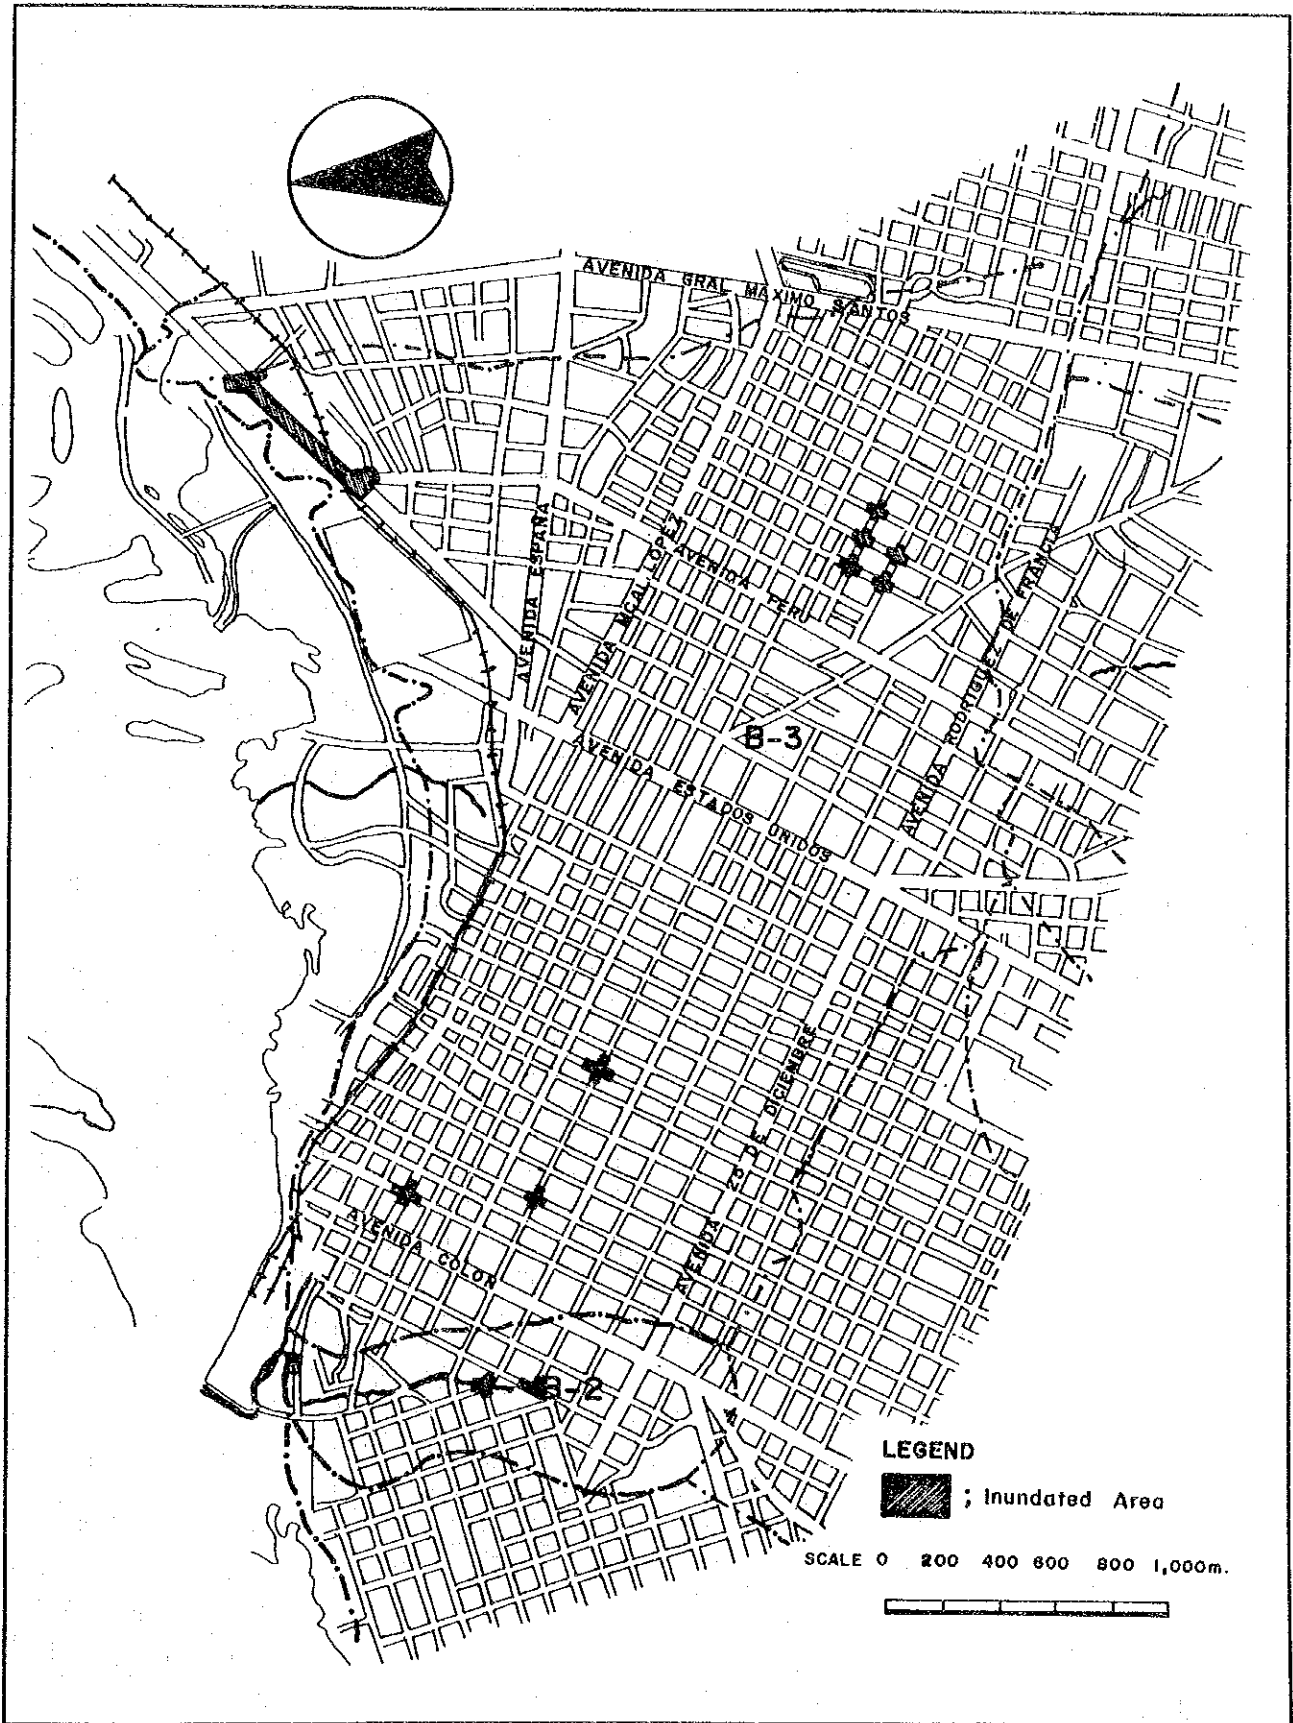 AVENIDA GRAL MAXIMO SANTOS
AVENIDA ESPAÑA
AVENIDA MCAL LOPEZ
AVENIDA PERU
AVENIDA RODRIGUEZ DE FRANCIA
B-3
AVENIDA ESTADOS UNIDOS
AVENIDA 25 DE DICIEMBRE
AVENIDA COLON
B-2
LEGEND
; Inundated Area
SCALE 0 200 400 600 800 1,000m.